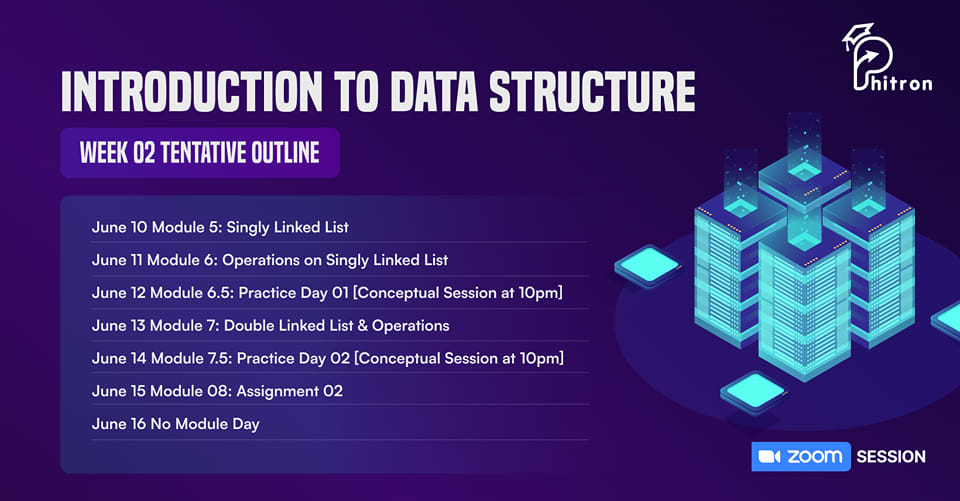 Phitron
INTRODUCTION TO DATA STRUCTURE
WEEK 02 TENTATIVE OUTLINE
June 10 Module 5: Singly Linked List
June 11 Module 6: Operations on Singly Linked List
June 12 Module 6.5: Practice Day 01 [Conceptual Session at 10pm]
June 13 Module 7: Double Linked List & Operations
June 14 Module 7.5: Practice Day 02 [Conceptual Session at 10pm]
June 15 Module 08: Assignment 02
June 16 No Module Day
zoom SESSION